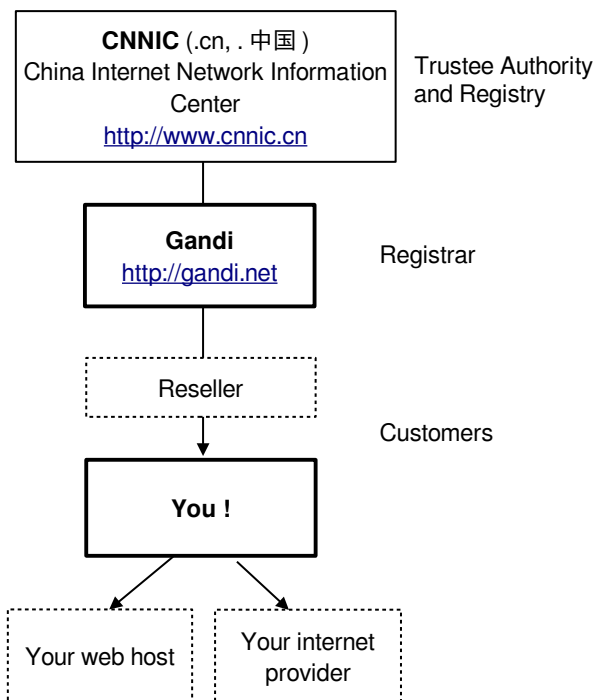 CNNIC (.cn, . 中国 )
China Internet Network Information
Center
http://www.cnnic.cn
Trustee Authority
and Registry
Gandi
http://gandi.net
Registrar
Reseller
Customers
You !
Your web host
Your internet
provider